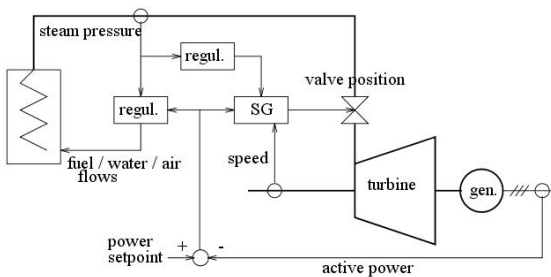 steam pressure
regul.
valve position
regul.
SG
fuel / water / air
flows
speed
turbine
gen.
power
setpoint
+
-
active power